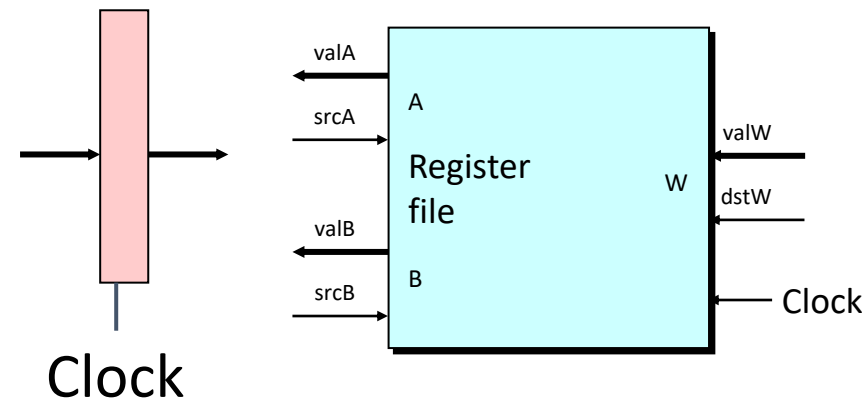 Clock
valA
A
srcA
Register
file
valB
B
srcB
W
valW
dstW
Clock